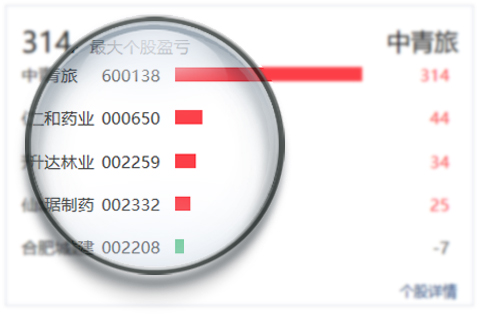 314. 最大个股盈亏 中青旅
中青旅 600138 314
仁和药业 000650 44
升达林业 002259 34
仙琚制药 002332 25
合肥城建 002208 -7
个股详情